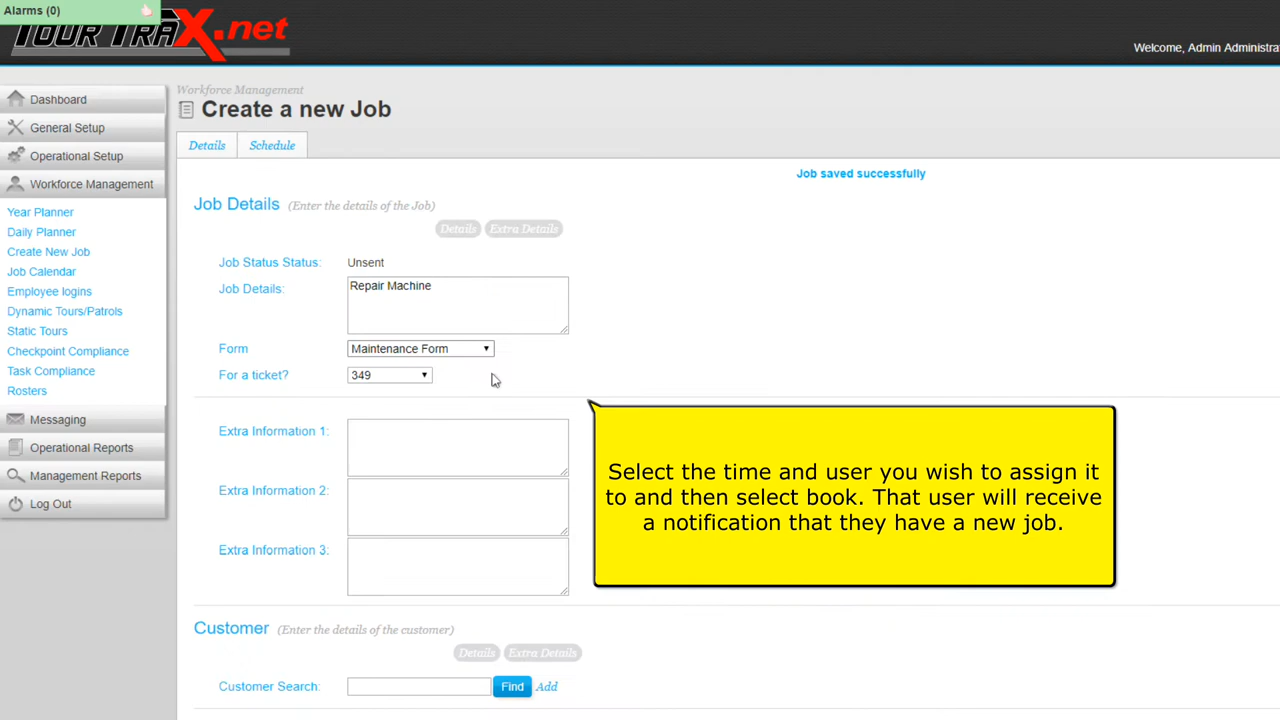 Alarms (0)
TOUR TRAX.net
Welcome, Admin Administra
Dashboard
General Setup
Operational Setup
Workforce Management
Year Planner
Daily Planner
Create New Job
Job Calendar
Employee logins
Dynamic Tours/Patrols
Static Tours
Checkpoint Compliance
Task Compliance
Rosters
Messaging
Operational Reports
Management Reports
Log Out
Workforce Management
Create a new Job
Details Schedule
Job saved successfully
Job Details (Enter the details of the Job)
Details Extra Details
Job Status Status: Unsent
Job Details: Repair Machine
Form Maintenance Form
For a ticket? 349
Extra Information 1:
Extra Information 2:
Extra Information 3:
Select the time and user you wish to assign it
to and then select book. That user will receive
a notification that they have a new job.
Customer (Enter the details of the customer)
Details Extra Details
Customer Search: Find Add